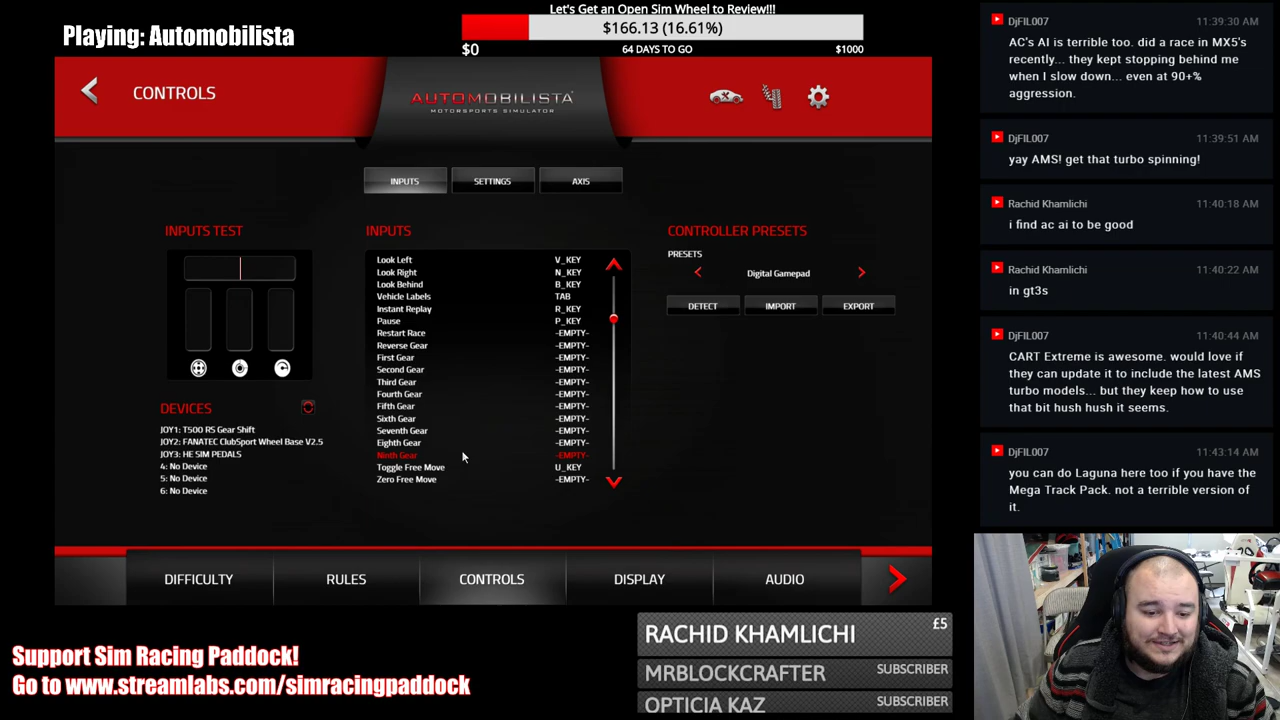 Let's Get an Open Sim Wheel to Review!!!
Playing: Automobilista
$166.13 (16.61%)
$0
64 DAYS TO GO
$1000
CONTROLS
AUTOMOBILISTA
MOTORSPORTS SIMULATOR
INPUTS
SETTINGS
AXIS
INPUTS TEST
DEVICES
JOY1: T500 RS Gear Shift
JOY2: FANATEC ClubSport Wheel Base V2.5
JOY3: HE SIM PEDALS
4: No Device
5: No Device
6: No Device
INPUTS
Look Left V_KEY
Look Right N_KEY
Look Behind B_KEY
Vehicle Labels TAB
Instant Replay R_KEY
Pause P_KEY
Restart Race -EMPTY-
Reverse Gear -EMPTY-
First Gear -EMPTY-
Second Gear -EMPTY-
Third Gear -EMPTY-
Fourth Gear -EMPTY-
Fifth Gear -EMPTY-
Sixth Gear -EMPTY-
Seventh Gear -EMPTY-
Eighth Gear -EMPTY-
Ninth Gear -EMPTY-
Toggle Free Move U_KEY
Zero Free Move -EMPTY-
CONTROLLER PRESETS
PRESETS
Digital Gamepad
DETECT
IMPORT
EXPORT
DIFFICULTY
RULES
CONTROLS
DISPLAY
AUDIO
DjFIL007 11:39:30 AM
AC's AI is terrible too. did a race in MX5's
recently... they kept stopping behind me
when I slow down... even at 90+%
aggression.
DjFIL007 11:39:51 AM
yay AMS! get that turbo spinning!
Rachid Khamlichi 11:40:18 AM
i find ac ai to be good
Rachid Khamlichi 11:40:22 AM
in gt3s
DjFIL007 11:40:44 AM
CART Extreme is awesome. would love if
they can update it to include the latest AMS
turbo models... but they keep how to use
that bit hush hush it seems.
DjFIL007 11:43:14 AM
you can do Laguna here too if you have the
Mega Track Pack. not a terrible version of
it.
Support Sim Racing Paddock!
Go to www.streamlabs.com/simracingpaddock
RACHID KHAMLICHI £5
MRBLOCKCRAFTER SUBSCRIBER
OPTICIA KAZ SUBSCRIBER